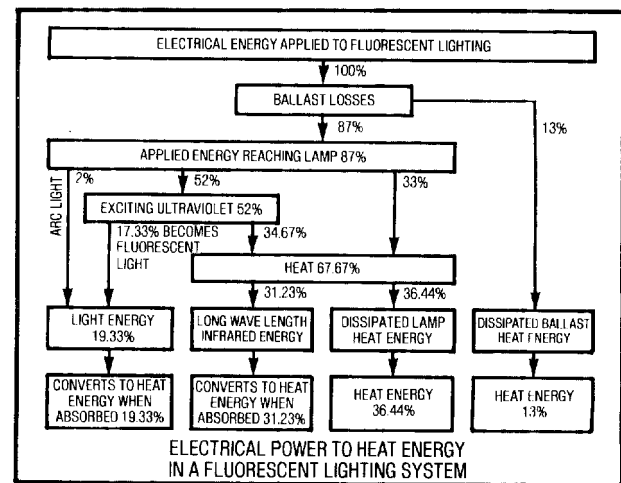 ELECTRICAL ENERGY APPLIED TO FLUORESCENT LIGHTING
100%
BALLAST LOSSES
87%
13%
APPLIED ENERGY REACHING LAMP 87%
ARC LIGHT
2%
52%
33%
EXCITING ULTRAVIOLET 52%
17.33% BECOMES
FLUORESCENT
LIGHT
34.67%
HEAT 67.67%
31.23%
36.44%
LIGHT ENERGY
19.33%
LONG WAVE LENGTH
INFRARED ENERGY
DISSIPATED LAMP
HEAT ENERGY
DISSIPATED BALLAST
HEAT ENERGY
CONVERTS TO HEAT
ENERGY WHEN
ABSORBED 19.33%
CONVERTS TO HEAT
ENERGY WHEN
ABSORBED 31.23%
HEAT ENERGY
36.44%
HEAT ENERGY
13%
ELECTRICAL POWER TO HEAT ENERGY
IN A FLUORESCENT LIGHTING SYSTEM